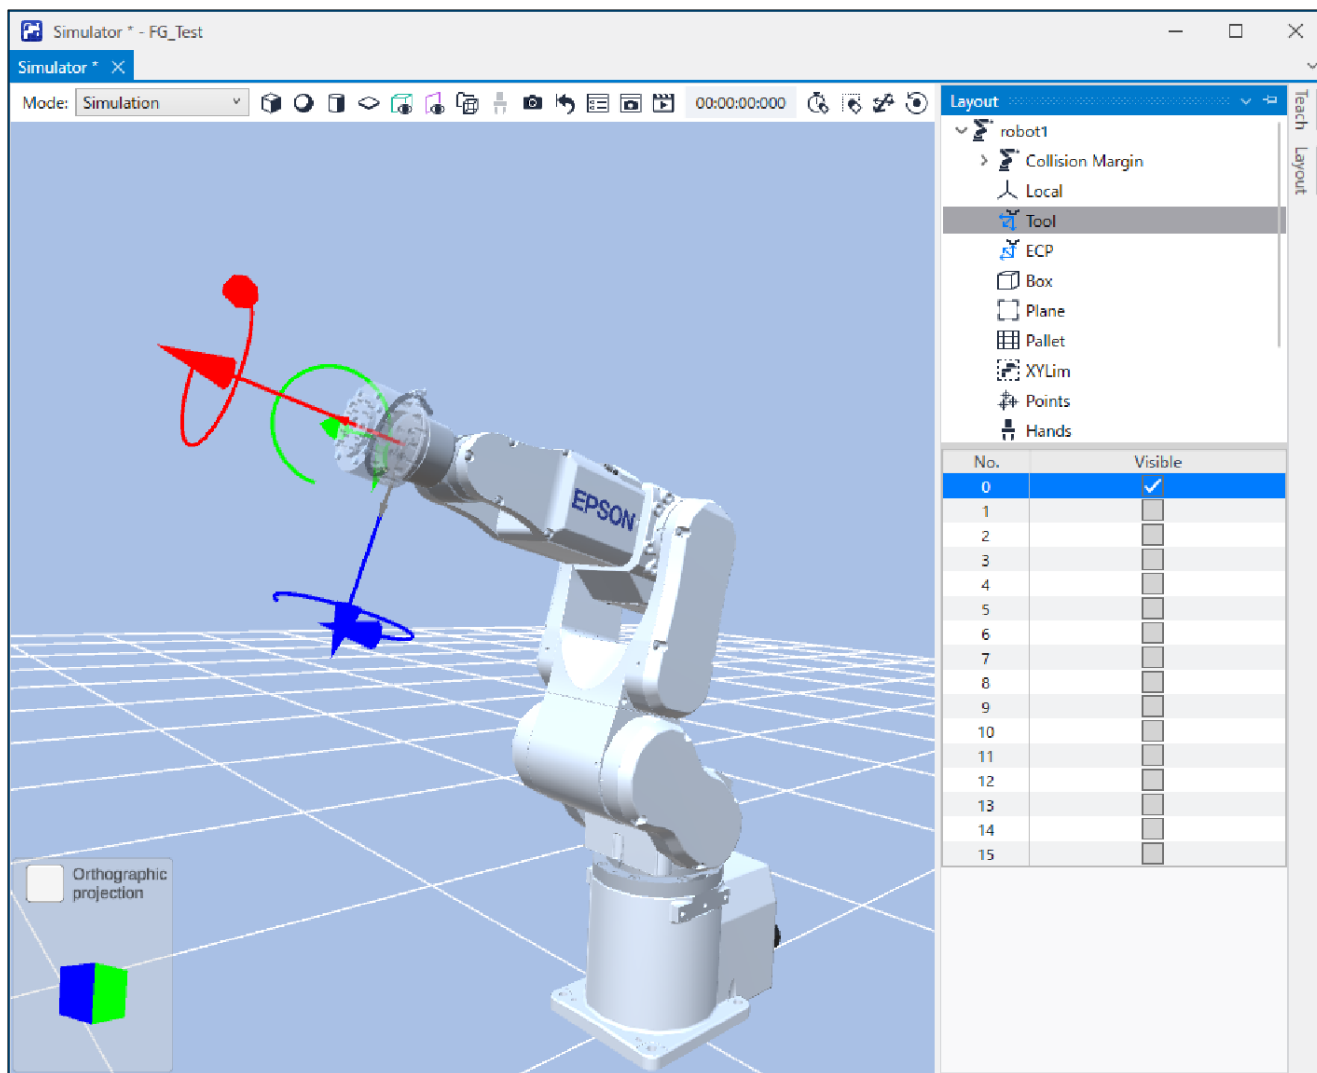 Simulator * - FG_Test
Simulator *
Mode: Simulation
00:00:00:000
Layout
Teach
Layout
robot1
Collision Margin
Local
Tool
ECP
Box
Plane
Pallet
XYLim
Points
Hands
No. Visible
0
1
2
3
4
5
6
7
8
9
10
11
12
13
14
15
EPSON
Orthographic
projection